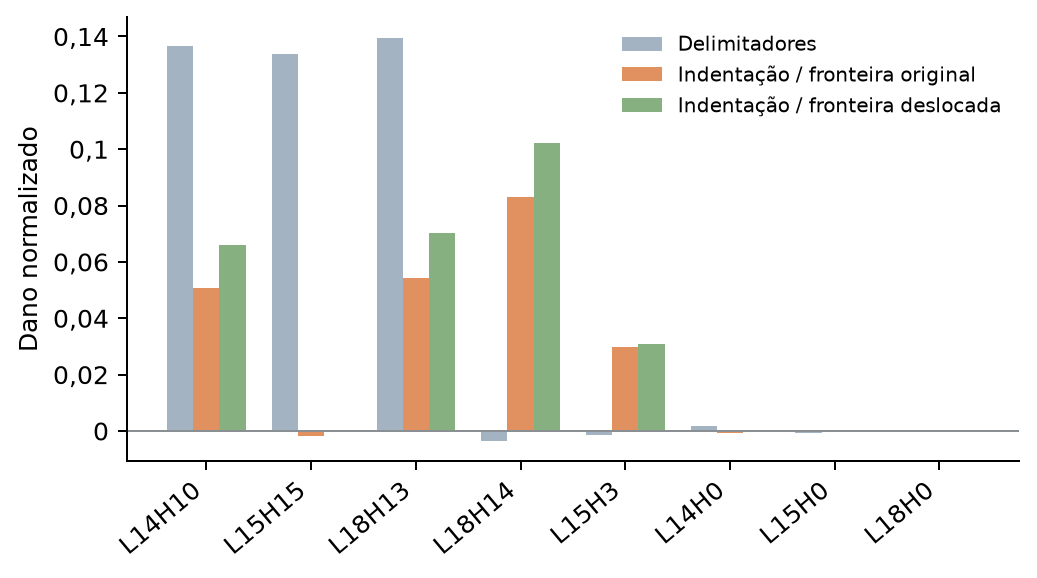 Dano normalizado
0,14
0,12
0,1
0,08
0,06
0,04
0,02
0
Delimitadores
Indentação / fronteira original
Indentação / fronteira deslocada
L14H10
L15H15
L18H13
L18H14
L15H3
L14H0
L15H0
L18H0